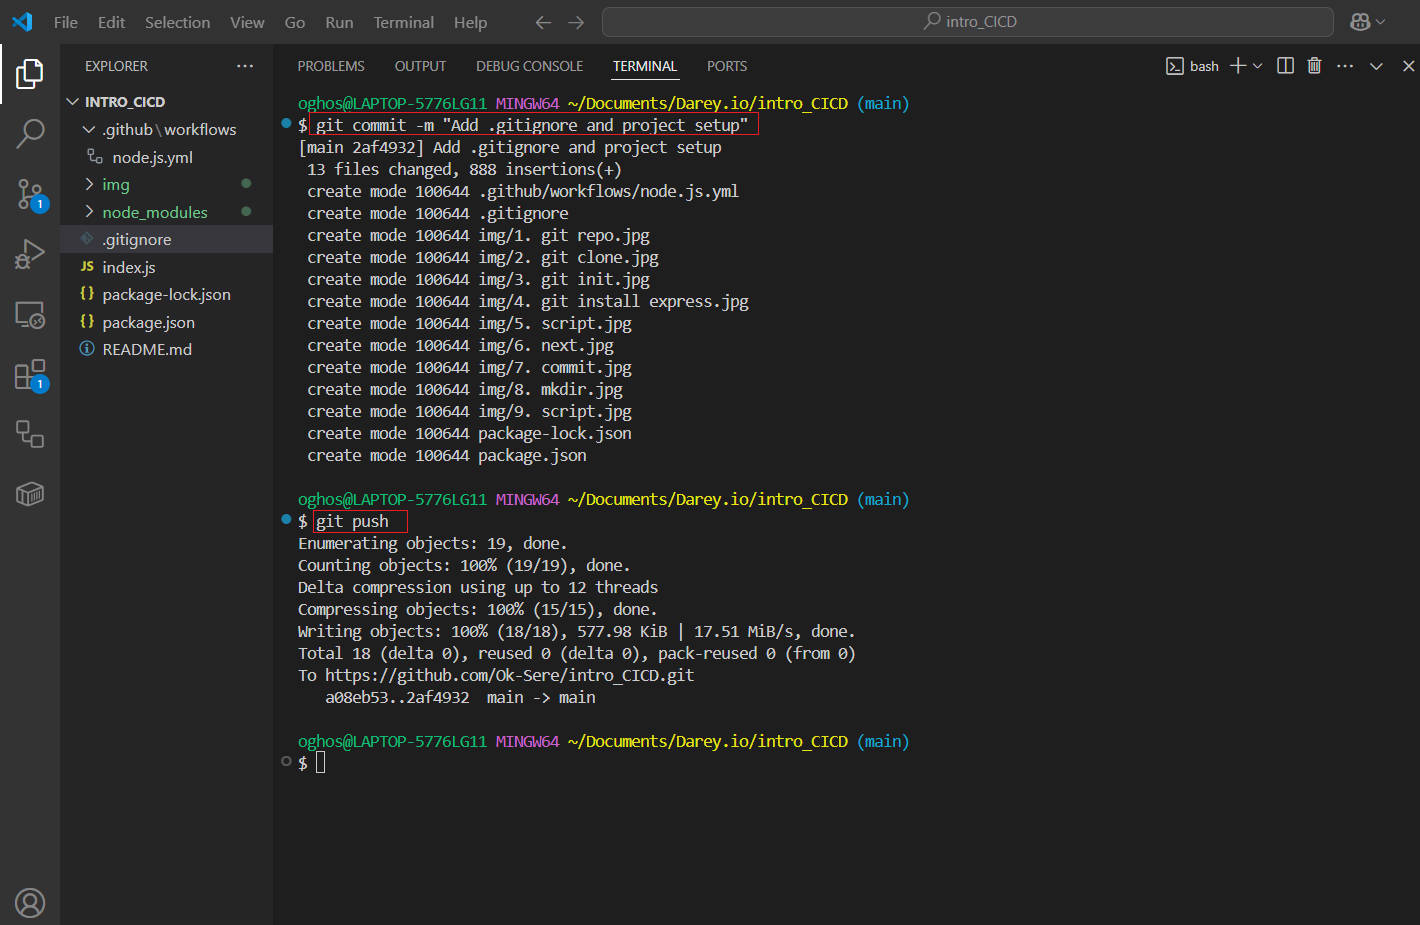 File Edit Selection View Go Run Terminal Help intro_CICD
EXPLORER
INTRO_CICD
.github\workflows
node.js.yml
img
node_modules
.gitignore
JS index.js
{} package-lock.json
{} package.json
README.md
1
1
PROBLEMS OUTPUT DEBUG CONSOLE TERMINAL PORTS bash
oghos@LAPTOP-5776LG11 MINGW64 ~/Documents/Darey.io/intro_CICD (main)
$ git commit -m "Add .gitignore and project setup"
[main 2af4932] Add .gitignore and project setup
13 files changed, 888 insertions(+)
create mode 100644 .github/workflows/node.js.yml
create mode 100644 .gitignore
create mode 100644 img/1. git repo.jpg
create mode 100644 img/2. git clone.jpg
create mode 100644 img/3. git init.jpg
create mode 100644 img/4. git install express.jpg
create mode 100644 img/5. script.jpg
create mode 100644 img/6. next.jpg
create mode 100644 img/7. commit.jpg
create mode 100644 img/8. mkdir.jpg
create mode 100644 img/9. script.jpg
create mode 100644 package-lock.json
create mode 100644 package.json
oghos@LAPTOP-5776LG11 MINGW64 ~/Documents/Darey.io/intro_CICD (main)
$ git push
Enumerating objects: 19, done.
Counting objects: 100% (19/19), done.
Delta compression using up to 12 threads
Compressing objects: 100% (15/15), done.
Writing objects: 100% (18/18), 577.98 KiB | 17.51 MiB/s, done.
Total 18 (delta 0), reused 0 (delta 0), pack-reused 0 (from 0)
To https://github.com/Ok-Sere/intro_CICD.git
a08eb53..2af4932 main -> main
oghos@LAPTOP-5776LG11 MINGW64 ~/Documents/Darey.io/intro_CICD (main)
$